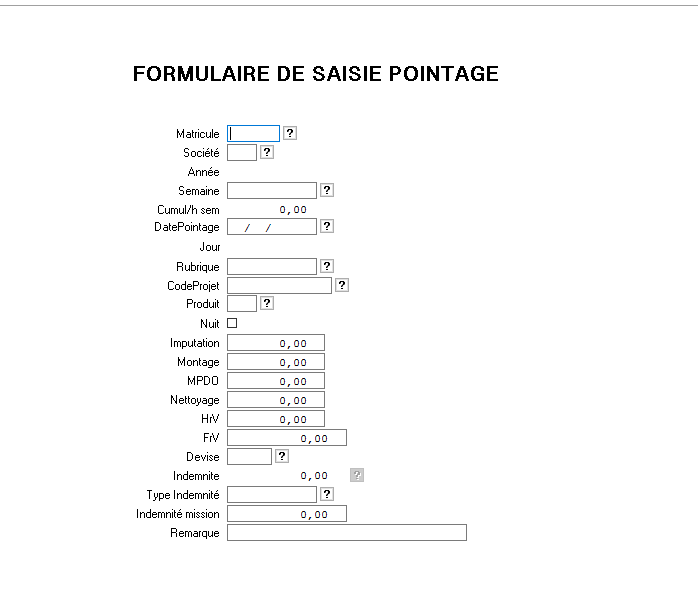 FORMULAIRE DE SAISIE POINTAGE
Matricule ?
Société ?
Année
Semaine ?
Cumul/h sem 0,00
DatePointage / / ?
Jour
Rubrique ?
CodeProjet ?
Produit ?
Nuit
Imputation 0,00
Montage 0,00
MPDO 0,00
Nettoyage 0,00
HrV 0,00
FrV 0,00
Devise ?
Indemnite 0,00 ?
Type Indemnité ?
Indemnité mission 0,00
Remarque